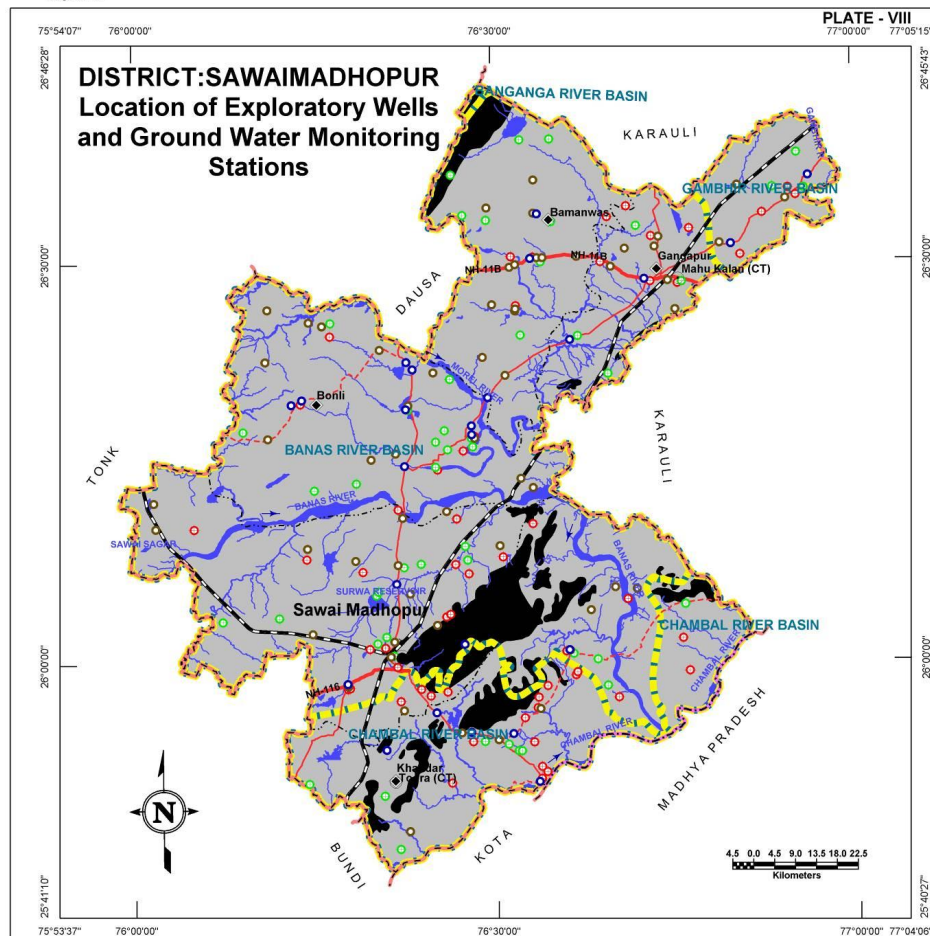 PLATE - VIII
75°54'07"
76°00'00"
76°30'00"
77°00'00"
77°05'15"
26°46'28"
26°45'43"
DISTRICT:SAWAIMADHOPUR
Location of Exploratory Wells
and Ground Water Monitoring
Stations
BANGANGA RIVER BASIN
KARAULI
GAMBHIR RIVER BASIN
Bamanwas
26°30'00"
26°30'00"
NH-11B
NH-11B
Gangapur
Mahu Kalan (CT)
DAUSA
MOREL RIVER
Bonli
KARAULI
BANAS RIVER BASIN
TONK
BANAS RIVER
SAWAI SAGAR
BANAS RIVER
SURWA RESERVOIR
Sawai Madhopur
CHAMBAL RIVER BASIN
26°00'00"
26°00'00"
CHAMBAL RIVER
NH-116
CHAMBAL RIVER BASIN
CHAMBAL RIVER
MADHYA PRADESH
Khandar
Todra (CT)
N
BUNDI
KOTA
4.5 0.0 4.5 9.0 13.5 18.0 22.5
Kilometers
25°41'10"
25°40'27"
75°53'37"
76°00'00"
76°30'00"
77°00'00"
77°04'06"